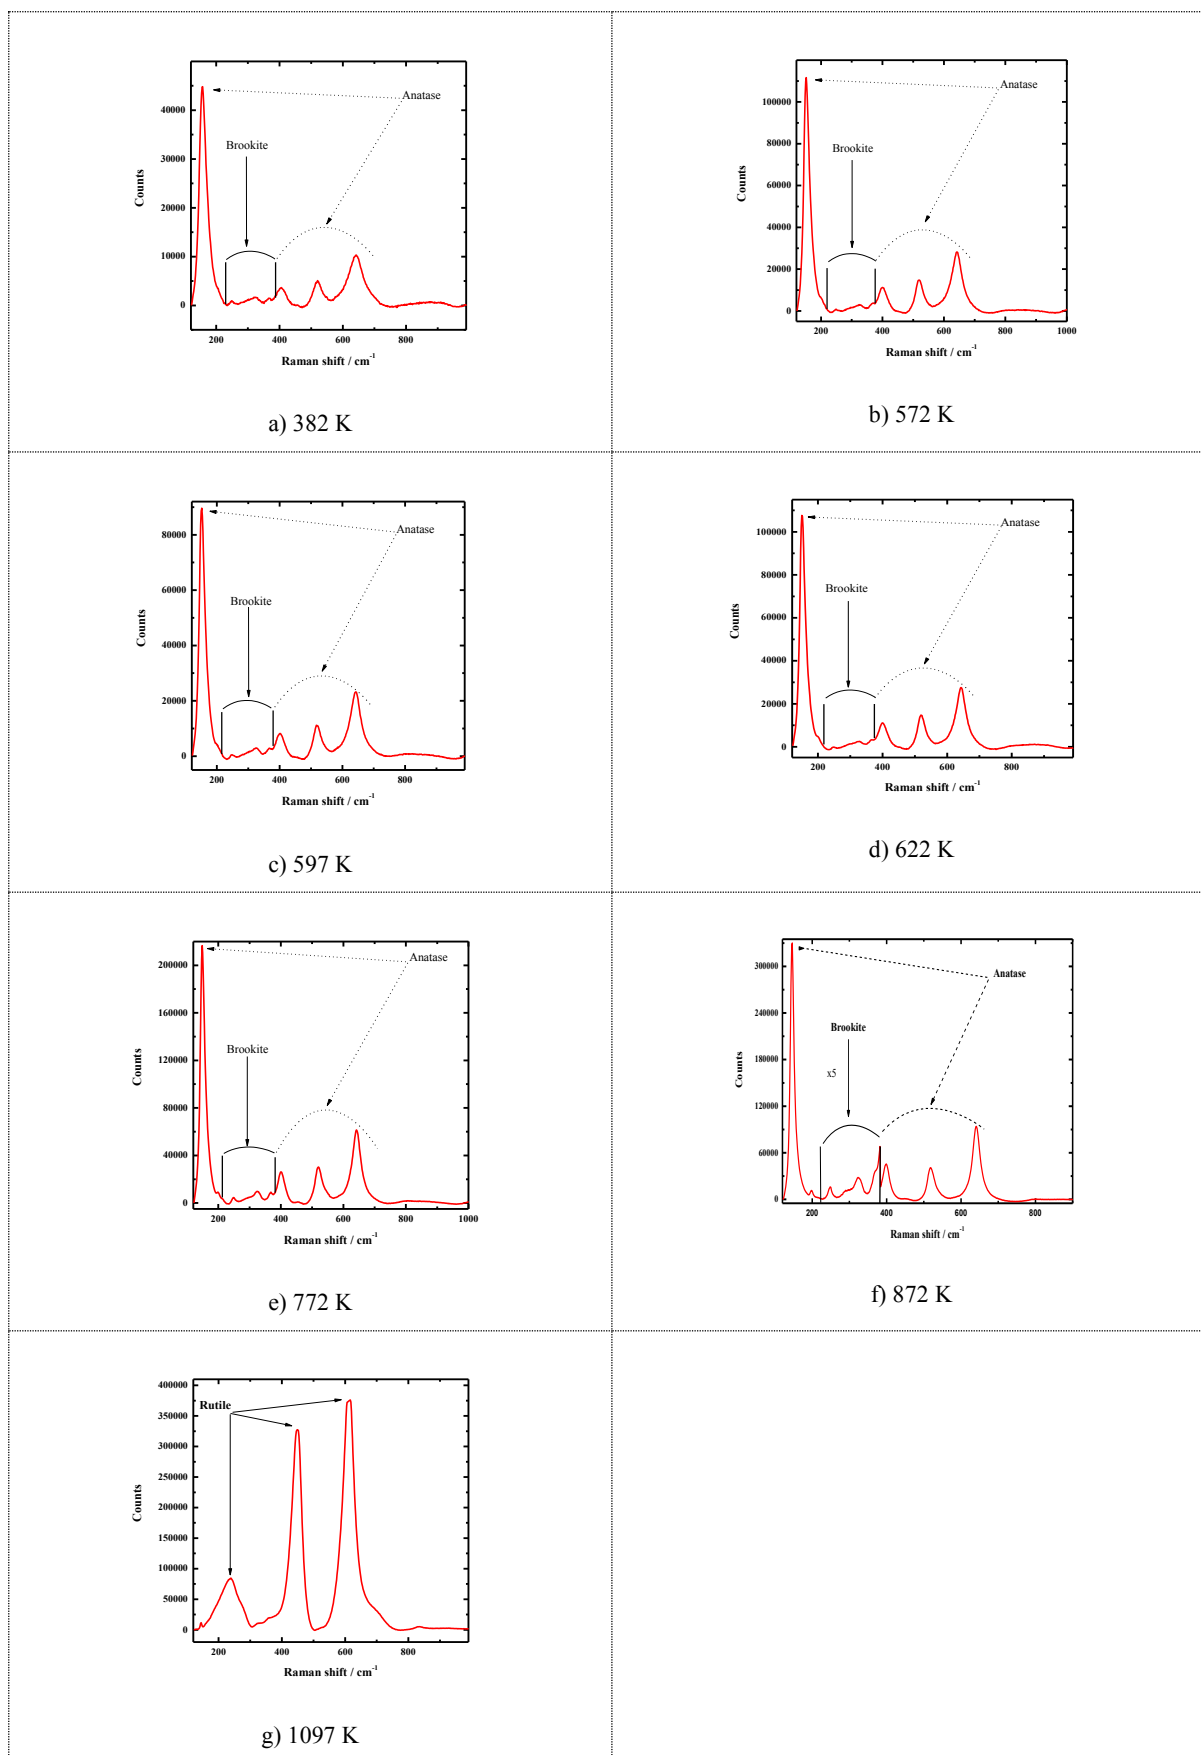 Anatase
Brookite
Counts
40000
30000
20000
10000
0
200
400
600
800
Raman shift / cm⁻¹
a) 382 K
Anatase
Brookite
Counts
100000
80000
60000
40000
20000
0
200
400
600
800
1000
Raman shift / cm⁻¹
b) 572 K
Anatase
Brookite
Counts
80000
60000
40000
20000
0
200
400
600
800
Raman shift / cm⁻¹
c) 597 K
Anatase
Brookite
Counts
100000
80000
60000
40000
20000
0
200
400
600
800
Raman shift / cm⁻¹
d) 622 K
Anatase
Brookite
Counts
200000
160000
120000
80000
40000
0
200
400
600
800
1000
Raman shift / cm⁻¹
e) 772 K
Anatase
Brookite
x5
Counts
300000
240000
180000
120000
60000
0
200
400
600
800
Raman shift / cm⁻¹
f) 872 K
Rutile
Counts
400000
350000
300000
250000
200000
150000
100000
50000
0
200
400
600
800
Raman shift / cm⁻¹
g) 1097 K